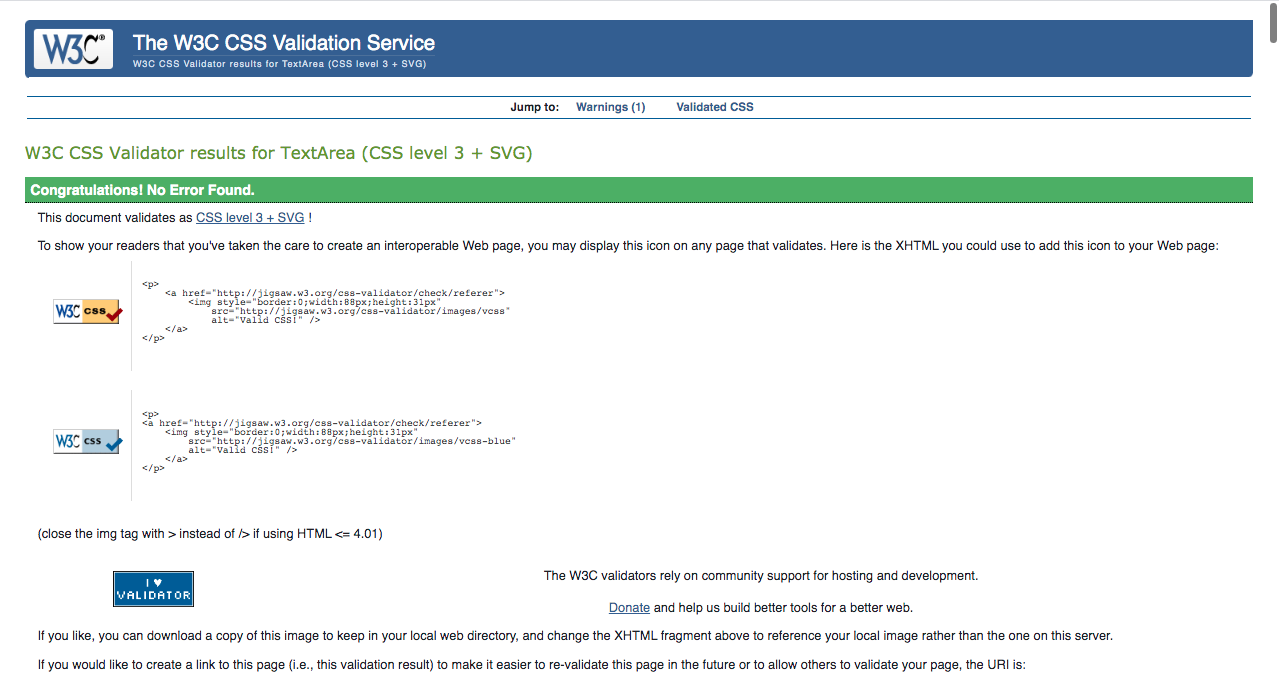 W3C®
The W3C CSS Validation Service
W3C CSS Validator results for TextArea (CSS level 3 + SVG)
Jump to: Warnings (1) Validated CSS
W3C CSS Validator results for TextArea (CSS level 3 + SVG)
Congratulations! No Error Found.
This document validates as CSS level 3 + SVG !
To show your readers that you've taken the care to create an interoperable Web page, you may display this icon on any page that validates. Here is the XHTML you could use to add this icon to your Web page:
W3C css
<p>
<a href="http://jigsaw.w3.org/css-validator/check/referer">
<img style="border:0;width:88px;height:31px"
src="http://jigsaw.w3.org/css-validator/images/vcss"
alt="Valid CSS!" />
</a>
</p>
W3C css
<p>
<a href="http://jigsaw.w3.org/css-validator/check/referer">
<img style="border:0;width:88px;height:31px"
src="http://jigsaw.w3.org/css-validator/images/vcss-blue"
alt="Valid CSS!" />
</a>
</p>
(close the img tag with > instead of /> if using HTML <= 4.01)
I ♥
VALIDATOR
The W3C validators rely on community support for hosting and development.
Donate and help us build better tools for a better web.
If you like, you can download a copy of this image to keep in your local web directory, and change the XHTML fragment above to reference your local image rather than the one on this server.
If you would like to create a link to this page (i.e., this validation result) to make it easier to re-validate this page in the future or to allow others to validate your page, the URI is: